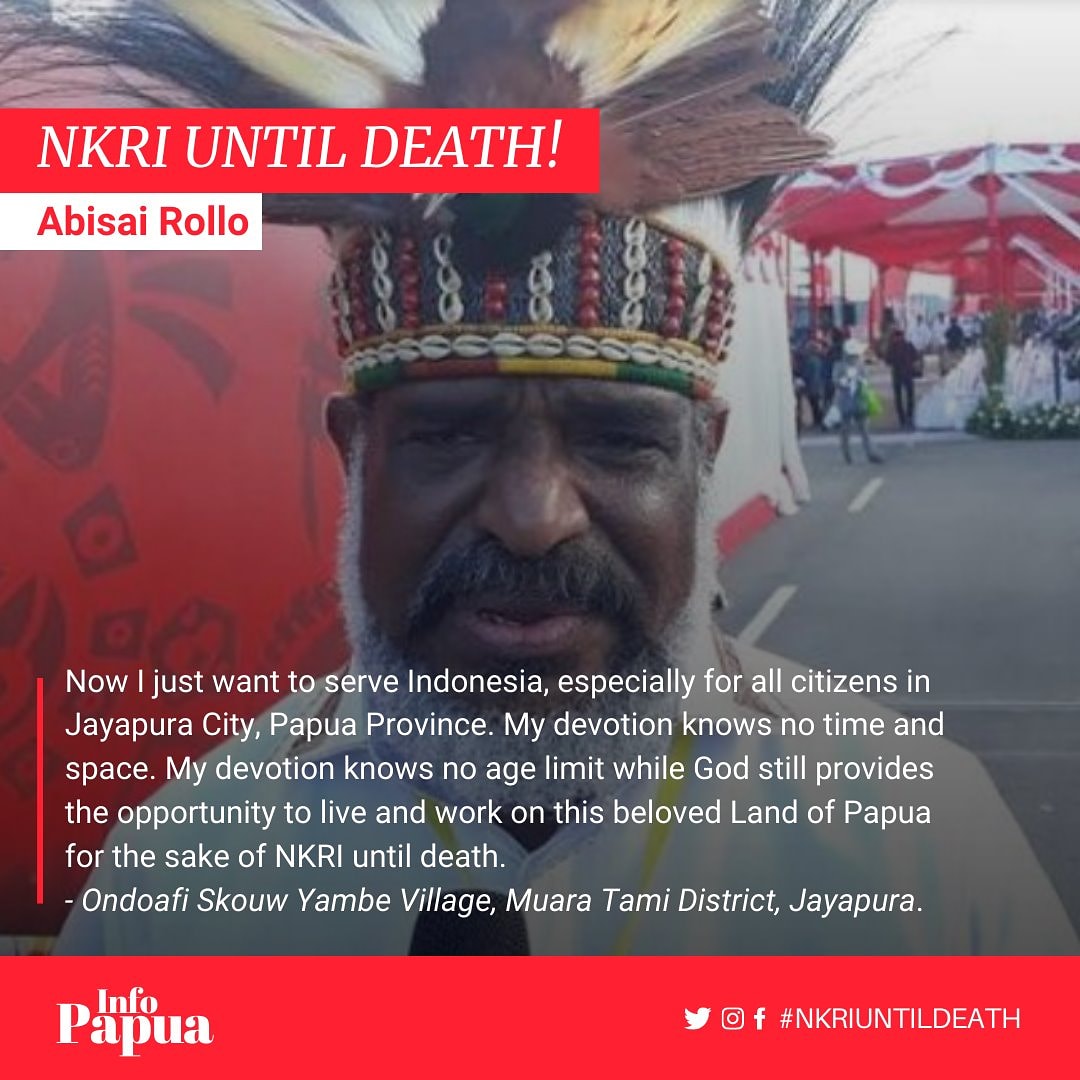 NKRI UNTIL DEATH!
Abisai Rollo
Now I just want to serve Indonesia, especially for all citizens in
Jayapura City, Papua Province. My devotion knows no time and
space. My devotion knows no age limit while God still provides
the opportunity to live and work on this beloved Land of Papua
for the sake of NKRI until death.
- Ondoafi Skouw Yambe Village, Muara Tami District, Jayapura.
Info
Papua
#NKRIUNTILDEATH